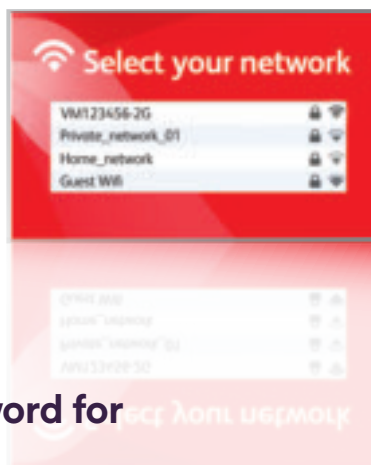 Select your network
VM123456-2G
Private_network_01
Home_network
Guest Wifi
word for